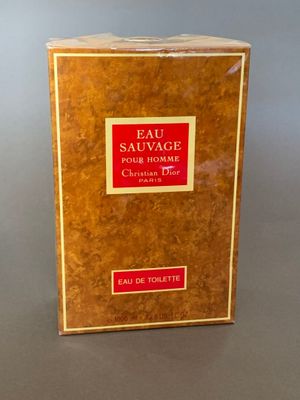 EAU
SAUVAGE
POUR HOMME
Christian Dior
PARIS
EAU DE TOILETTE